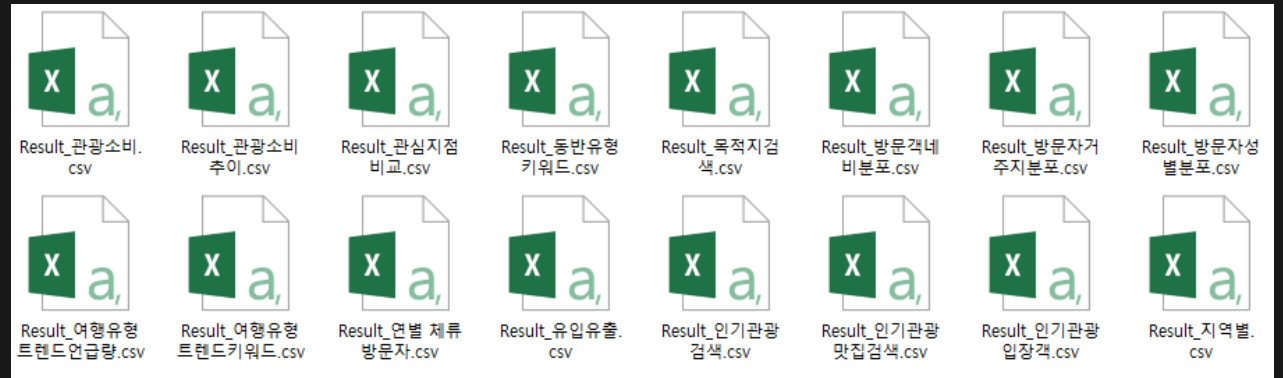 Result_관광소비.
csv
Result_관광소비
추이.csv
Result_관심지점
비교.csv
Result_동반유형
키워드.csv
Result_목적지검
색.csv
Result_방문객네
비분포.csv
Result_방문자거
주지분포.csv
Result_방문자성
별분포.csv
Result_여행유형
트렌드언급량.csv
Result_여행유형
트렌드키워드.csv
Result_연별 체류
방문자.csv
Result_유입유출.
csv
Result_인기관광
검색.csv
Result_인기관광
맛집검색.csv
Result_인기관광
입장객.csv
Result_지역별.
csv